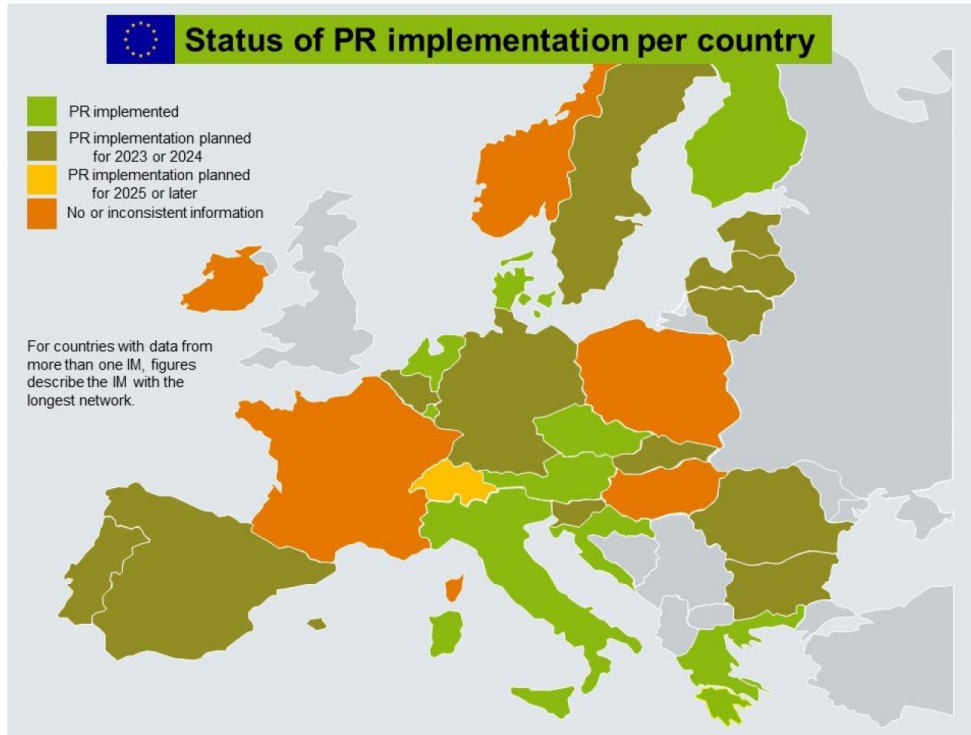 Status of PR implementation per country
PR implemented
PR implementation planned
for 2023 or 2024
PR implementation planned
for 2025 or later
No or inconsistent information
For countries with data from
more than one IM, figures
describe the IM with the
longest network.